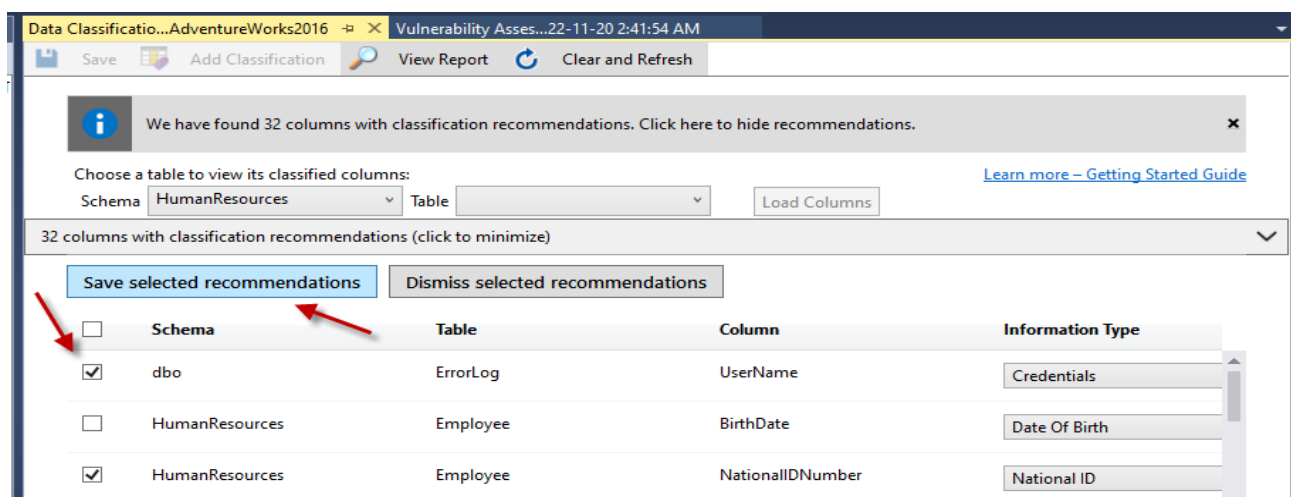 Data Classificatio...AdventureWorks2016 Vulnerability Asses...22-11-20 2:41:54 AM
Save Add Classification View Report Clear and Refresh
We have found 32 columns with classification recommendations. Click here to hide recommendations.
Choose a table to view its classified columns: Learn more – Getting Started Guide
Schema HumanResources Table Load Columns
32 columns with classification recommendations (click to minimize)
Save selected recommendations Dismiss selected recommendations
Schema Table Column Information Type
dbo ErrorLog UserName Credentials
HumanResources Employee BirthDate Date Of Birth
HumanResources Employee NationalIDNumber National ID